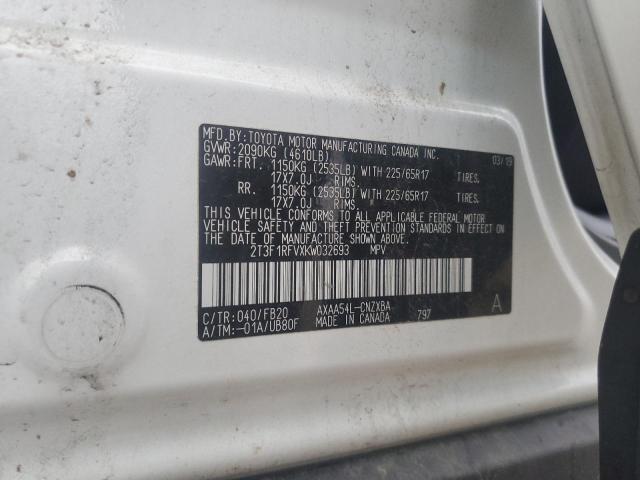 MFD. BY: TOYOTA MOTOR MANUFACTURING CANADA INC.
GVWR: 2090KG (4610LB) 03/19
GAWR: FRT. 1150KG (2535LB) WITH 225/65R17 TIRES.
17X7.0J RIMS.
RR. 1150KG (2535LB) WITH 225/65R17 TIRES.
17X7.0J RIMS.
THIS VEHICLE CONFORMS TO ALL APPLICABLE FEDERAL MOTOR
VEHICLE SAFETY AND THEFT PREVENTION STANDARDS IN EFFECT
ON THE DATE OF MANUFACTURE SHOWN ABOVE.
2T3F1RFVXKW032693 MPV
C/TR: 040/FB20 AXAA54L-CNZXBA A
A/TM: -01A/UB80F MADE IN CANADA 797